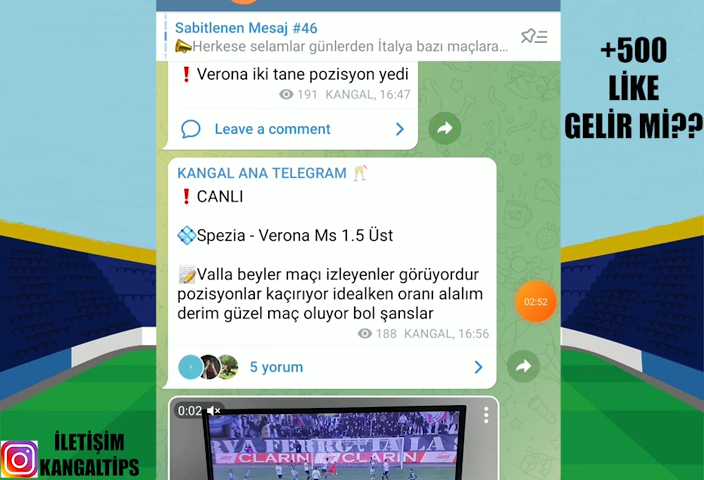 Sabitlenen Mesaj #46
Herkese selamlar günlerden İtalya bazı maçlara...
❗ Verona iki tane pozisyon yedi
191 KANGAL, 16:47
Leave a comment
KANGAL ANA TELEGRAM 🥂
❗ CANLI
💠Spezia - Verona Ms 1.5 Üst
📝Valla beyler maçı izleyenler görüyordur
pozisyonlar kaçırıyor idealken oranı alalım
derim güzel maç oluyor bol şanslar
188 KANGAL, 16:56
5 yorum
02:52
0:02
CLARIM CLARIN
+500
LİKE
GELİR Mİ??
İLETİŞİM
KANGALTİPS